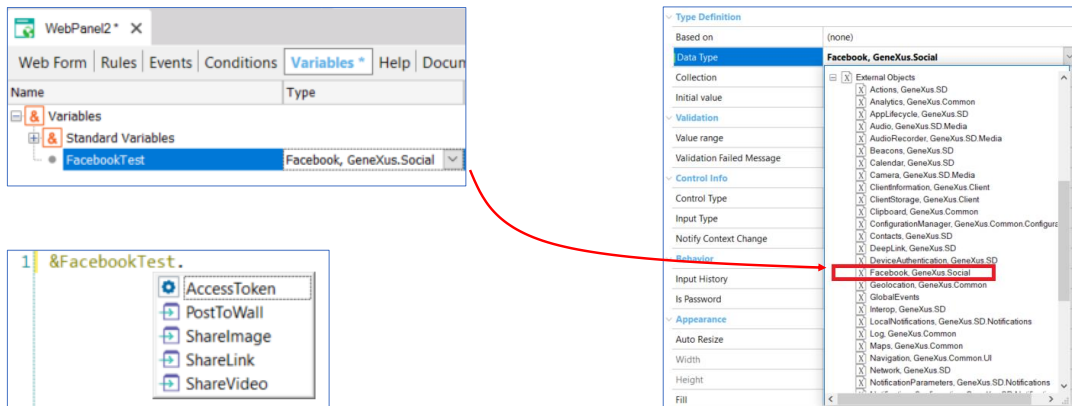 WebPanel2 * X
Web Form Rules Events Conditions Variables * Help Docum
Name Type
& Variables
& Standard Variables
FacebookTest Facebook, GeneXus.Social
1 &FacebookTest.
AccessToken
PostToWall
ShareImage
ShareLink
ShareVideo
Type Definition
Based on (none)
Data Type Facebook, GeneXus.Social
Collection
Initial value
Validation
Value range
Validation Failed Message
Control Info
Control Type
Input Type
Notify Context Change
Behavior
Input History
Is Password
Appearance
Auto Resize
Width
Height
Fill
External Objects
Actions, GeneXus.SD
Analytics, GeneXus.Common
AppLifecycle, GeneXus.SD
Audio, GeneXus.SD.Media
AudioRecorder, GeneXus.SD.Media
Beacons, GeneXus.SD
Calendar, GeneXus.SD
Camera, GeneXus.SD.Media
ClientInformation, GeneXus.Client
ClientStorage, GeneXus.Client
Clipboard, GeneXus.Common
ConfigurationManager, GeneXus.Common.Configura
Contacts, GeneXus.SD
DeepLink, GeneXus.SD
DeviceAuthentication, GeneXus.SD
Facebook, GeneXus.Social
Geolocation, GeneXus.Common
GlobalEvents
Interop, GeneXus.SD
LocalNotifications, GeneXus.SD.Notifications
Log, GeneXus.Common
Maps, GeneXus.Common
Navigation, GeneXus.Common.UI
Network, GeneXus.SD
NotificationParameters, GeneXus.SD.Notifications